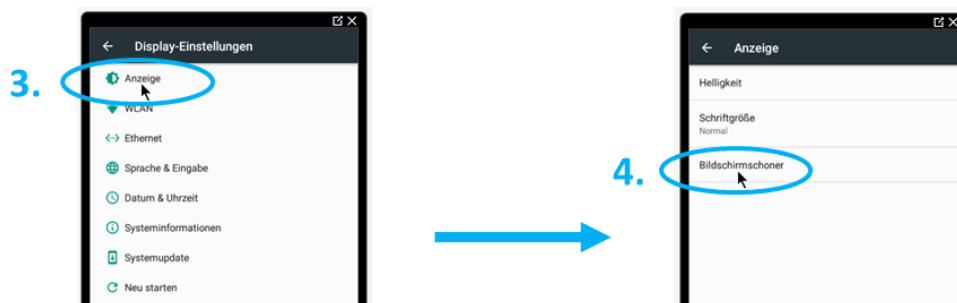 Display-Einstellungen
3.
Anzeige
WLAN
Ethernet
Sprache & Eingabe
Datum & Uhrzeit
Systeminformationen
Systemupdate
Neu starten
Anzeige
Helligkeit
Schriftgröße
Normal
4.
Bildschirmschoner